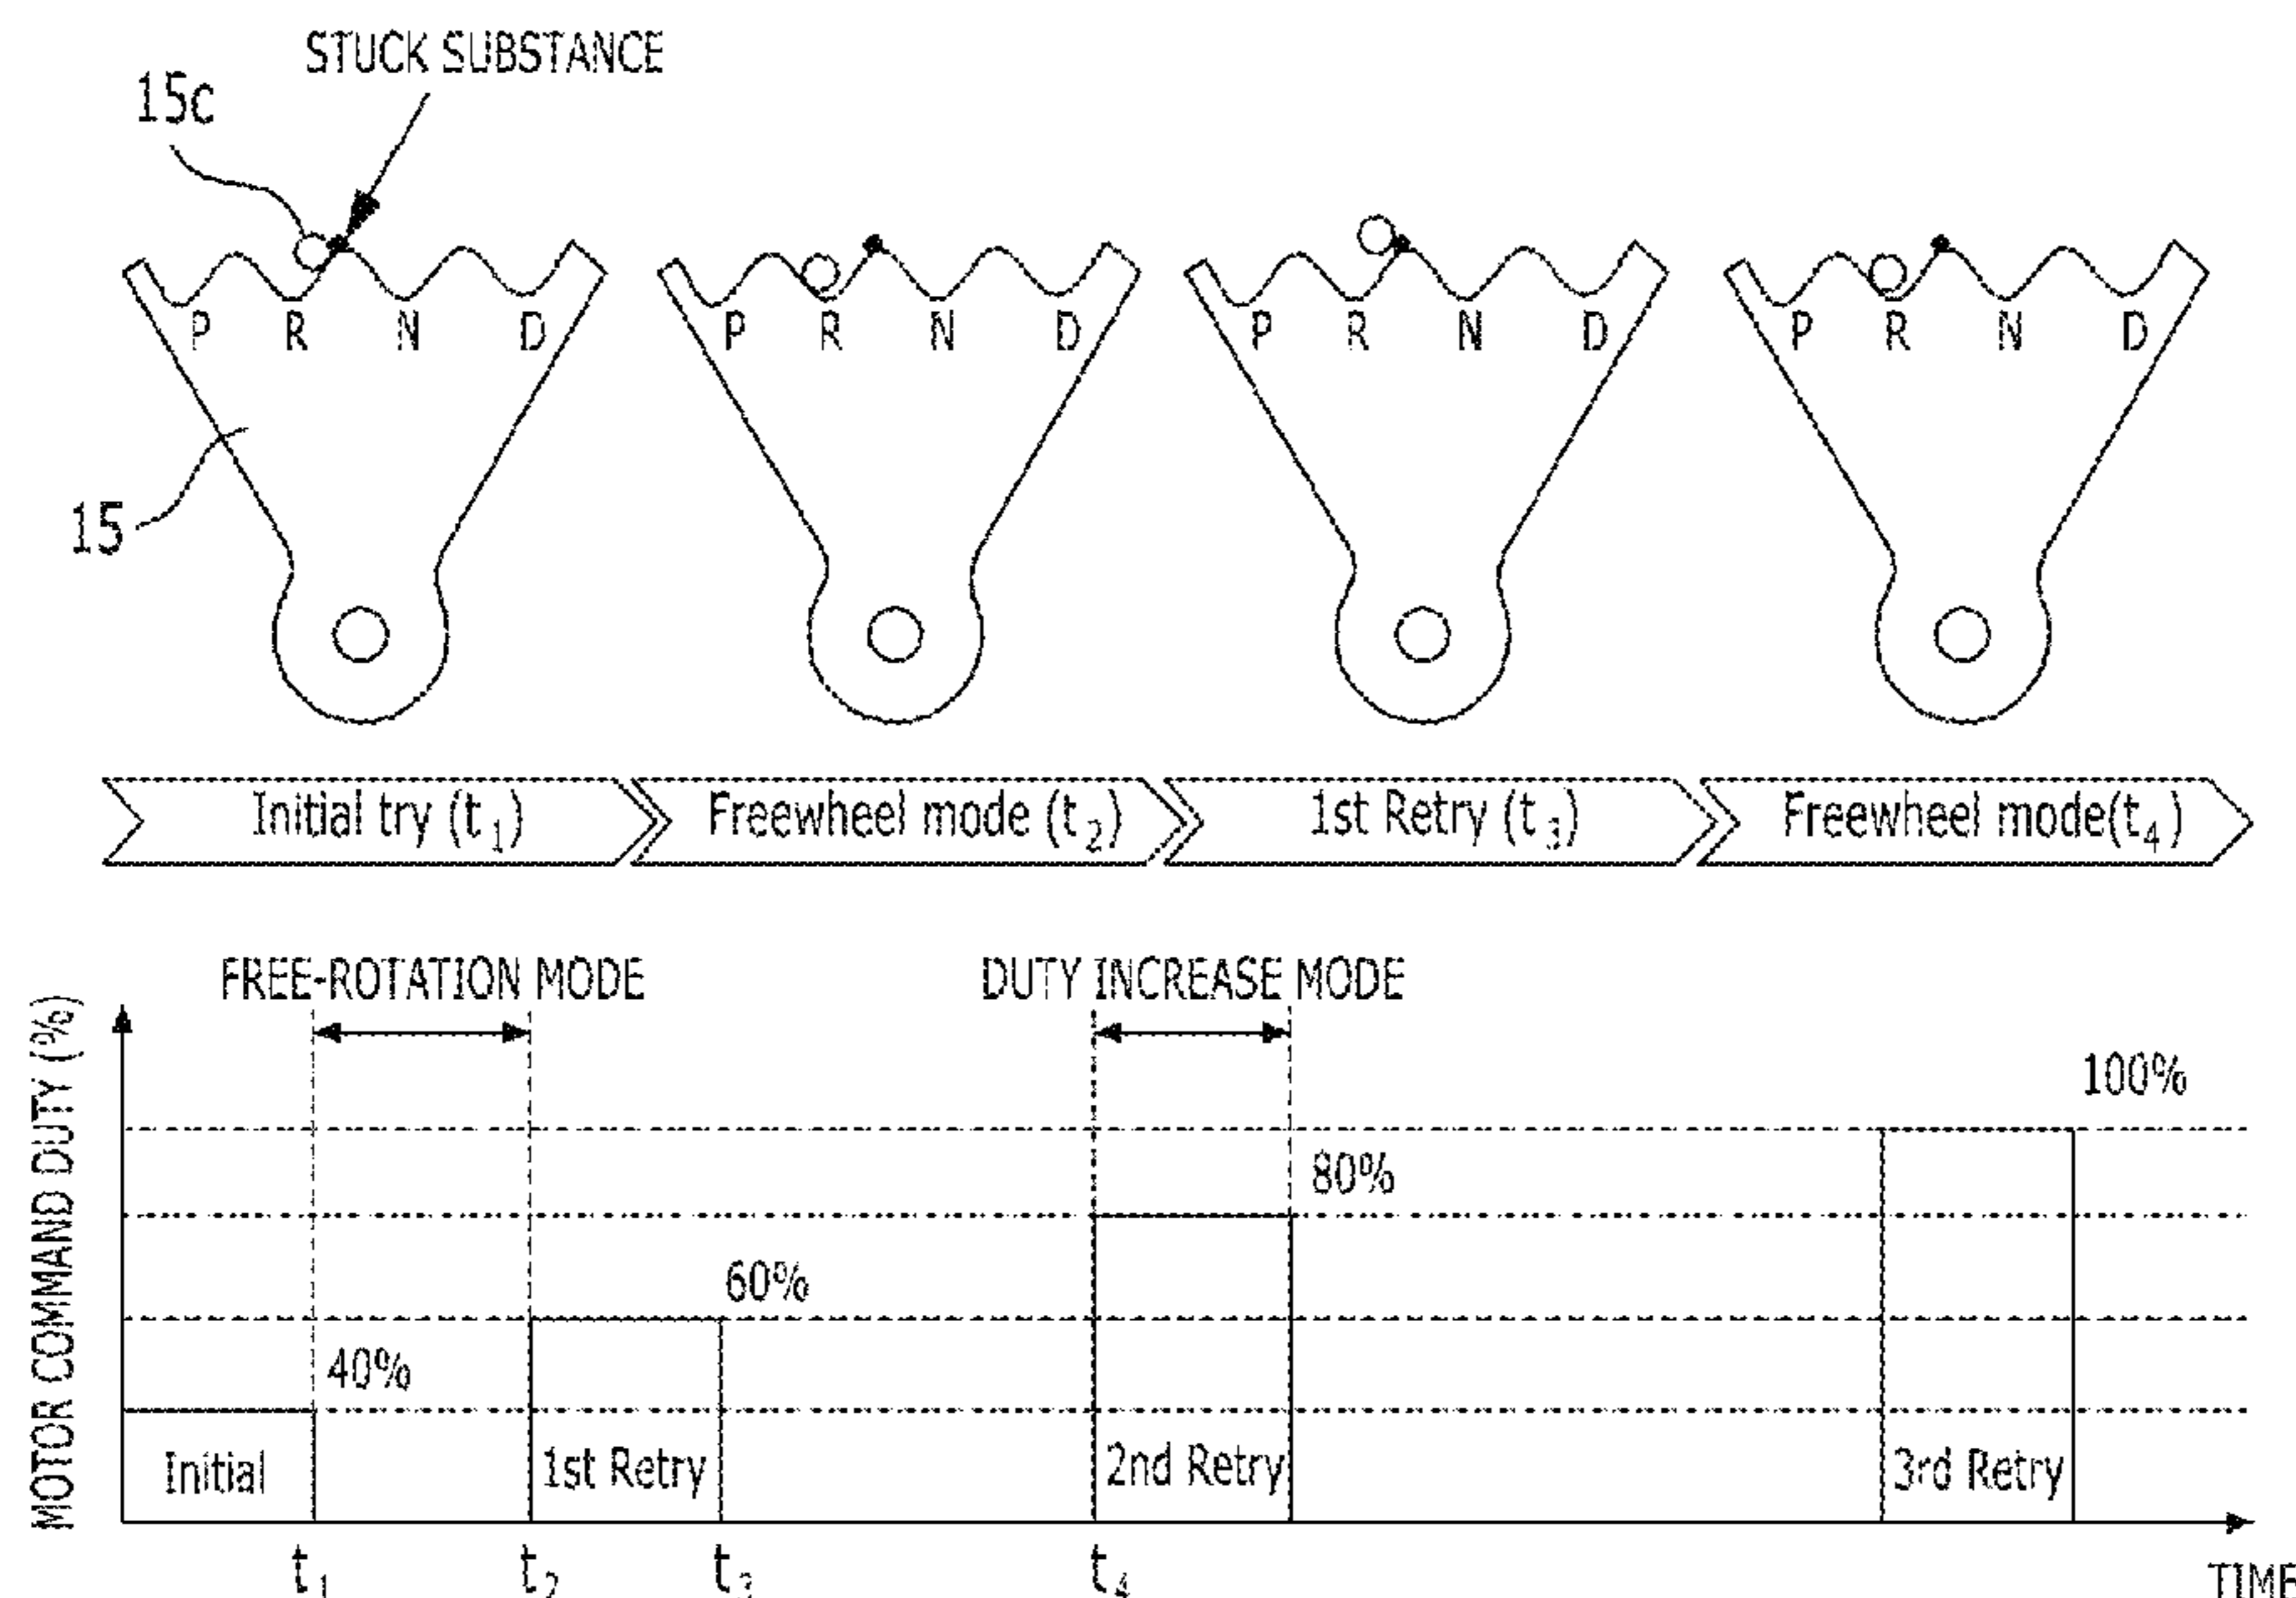 STUCK SUBSTANCE
15c
P R N D
P R N D
P R N D
P R N D
15
Initial try (t1)
Freewheel mode (t2)
1st Retry (t3)
Freewheel mode(t4)
FREE-ROTATION MODE
DUTY INCREASE MODE
MOTOR COMMAND DUTY (%)
100%
80%
60%
40%
Initial
1st Retry
2nd Retry
3rd Retry
t1
t2
t3
t4
TIME